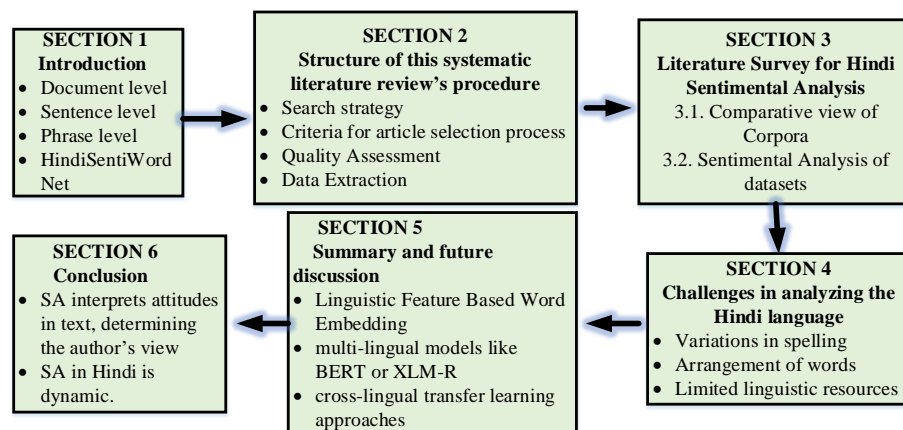 SECTION 1
Introduction
• Document level
• Sentence level
• Phrase level
• HindiSentiWord
Net
SECTION 2
Structure of this systematic
literature review's procedure
• Search strategy
• Criteria for article selection process
• Quality Assessment
• Data Extraction
SECTION 3
Literature Survey for Hindi
Sentimental Analysis
3.1. Comparative view of
Corpora
3.2. Sentimental Analysis of
datasets
SECTION 4
Challenges in analyzing the
Hindi language
• Variations in spelling
• Arrangement of words
• Limited linguistic resources
SECTION 5
Summary and future
discussion
• Linguistic Feature Based Word
Embedding
• multi-lingual models like
BERT or XLM-R
• cross-lingual transfer learning
approaches
SECTION 6
Conclusion
• SA interprets attitudes
in text, determining
the author's view
• SA in Hindi is
dynamic.